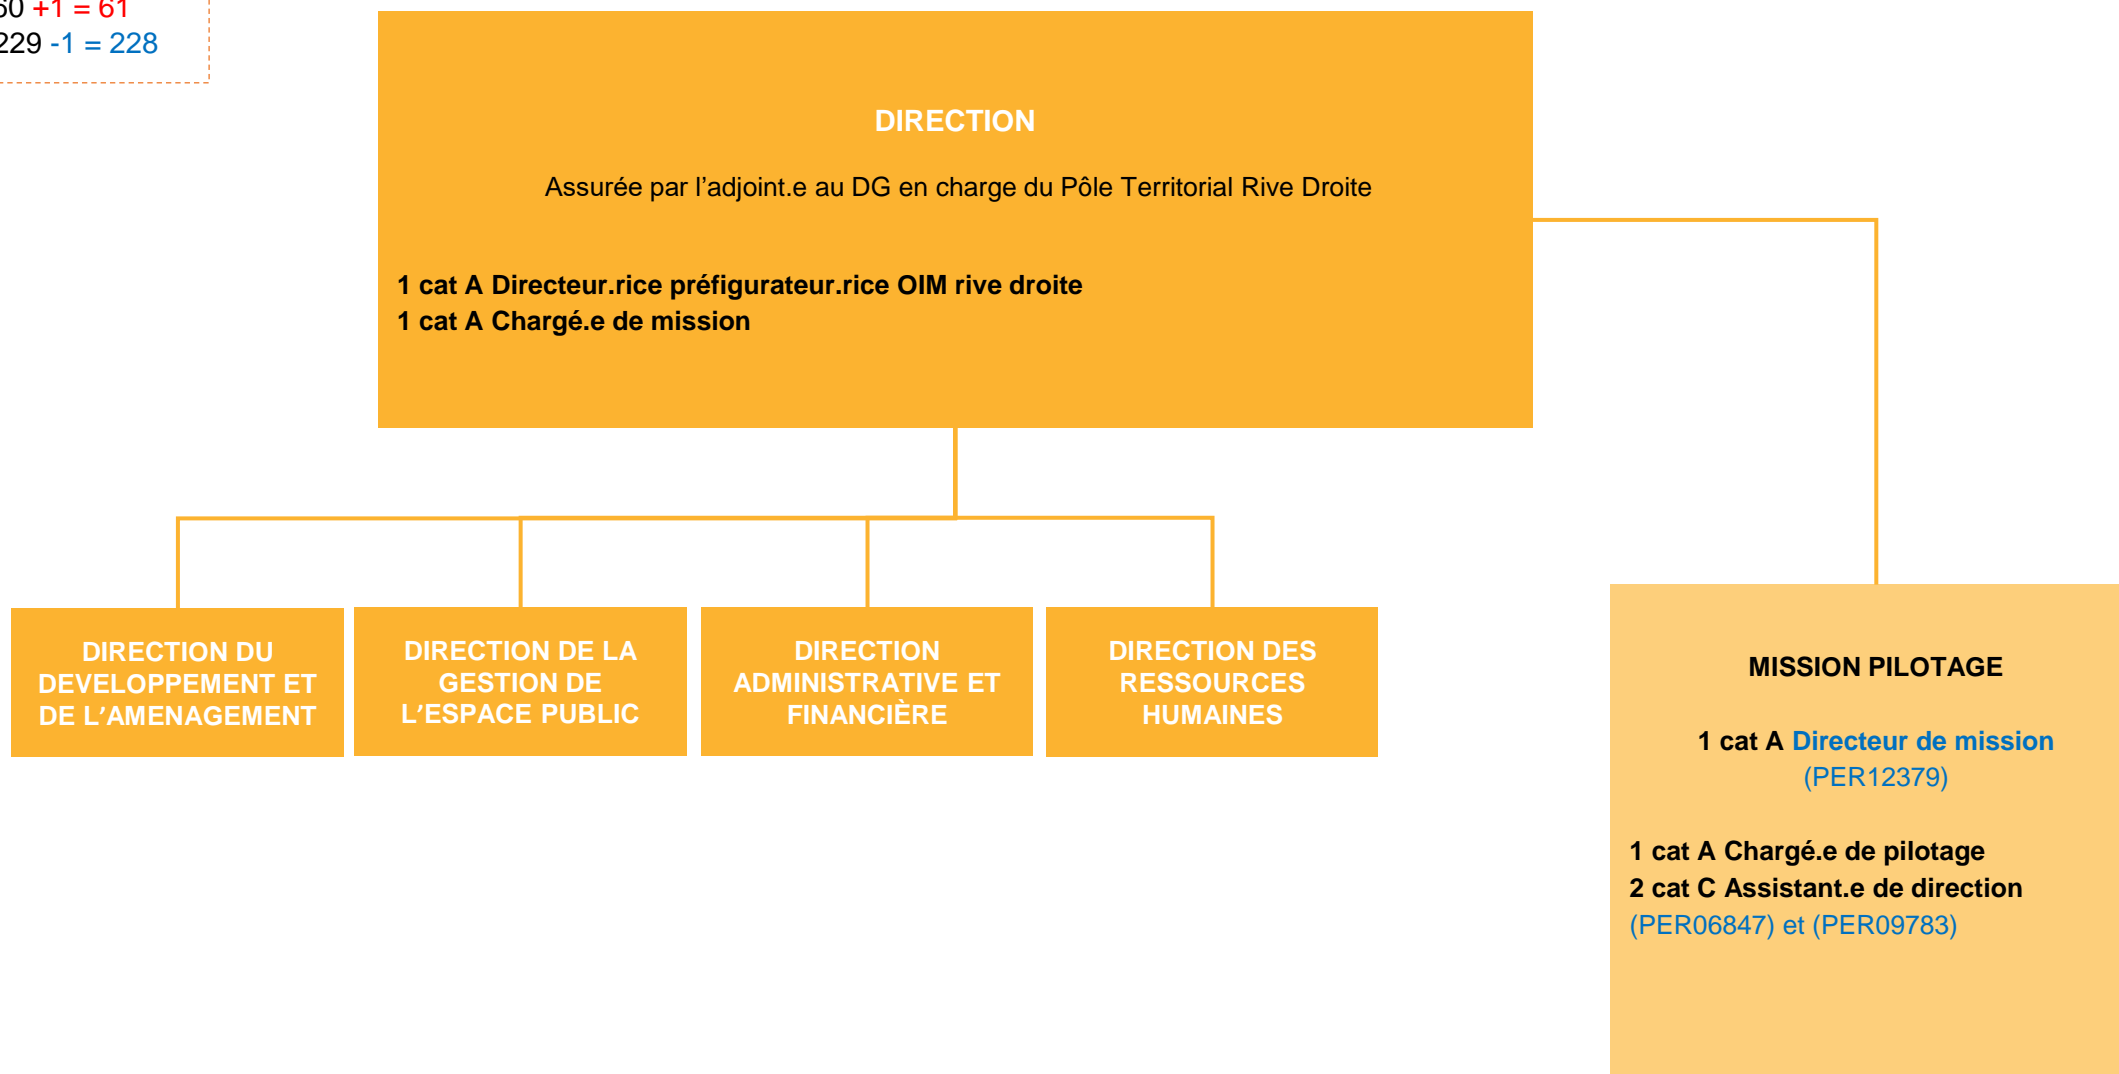 60 +1 = 61
229 -1 = 228
DIRECTION
Assurée par l’adjoint.e au DG en charge du Pôle Territorial Rive Droite
1 cat A Directeur.rice préfigurateur.rice OIM rive droite
1 cat A Chargé.e de mission
DIRECTION DU
DEVELOPPEMENT ET
DE L’AMENAGEMENT
DIRECTION DE LA
GESTION DE
L’ESPACE PUBLIC
DIRECTION
ADMINISTRATIVE ET
FINANCIÈRE
DIRECTION DES
RESSOURCES
HUMAINES
MISSION PILOTAGE
1 cat A Directeur de mission
(PER12379)
1 cat A Chargé.e de pilotage
2 cat C Assistant.e de direction
(PER06847) et (PER09783)